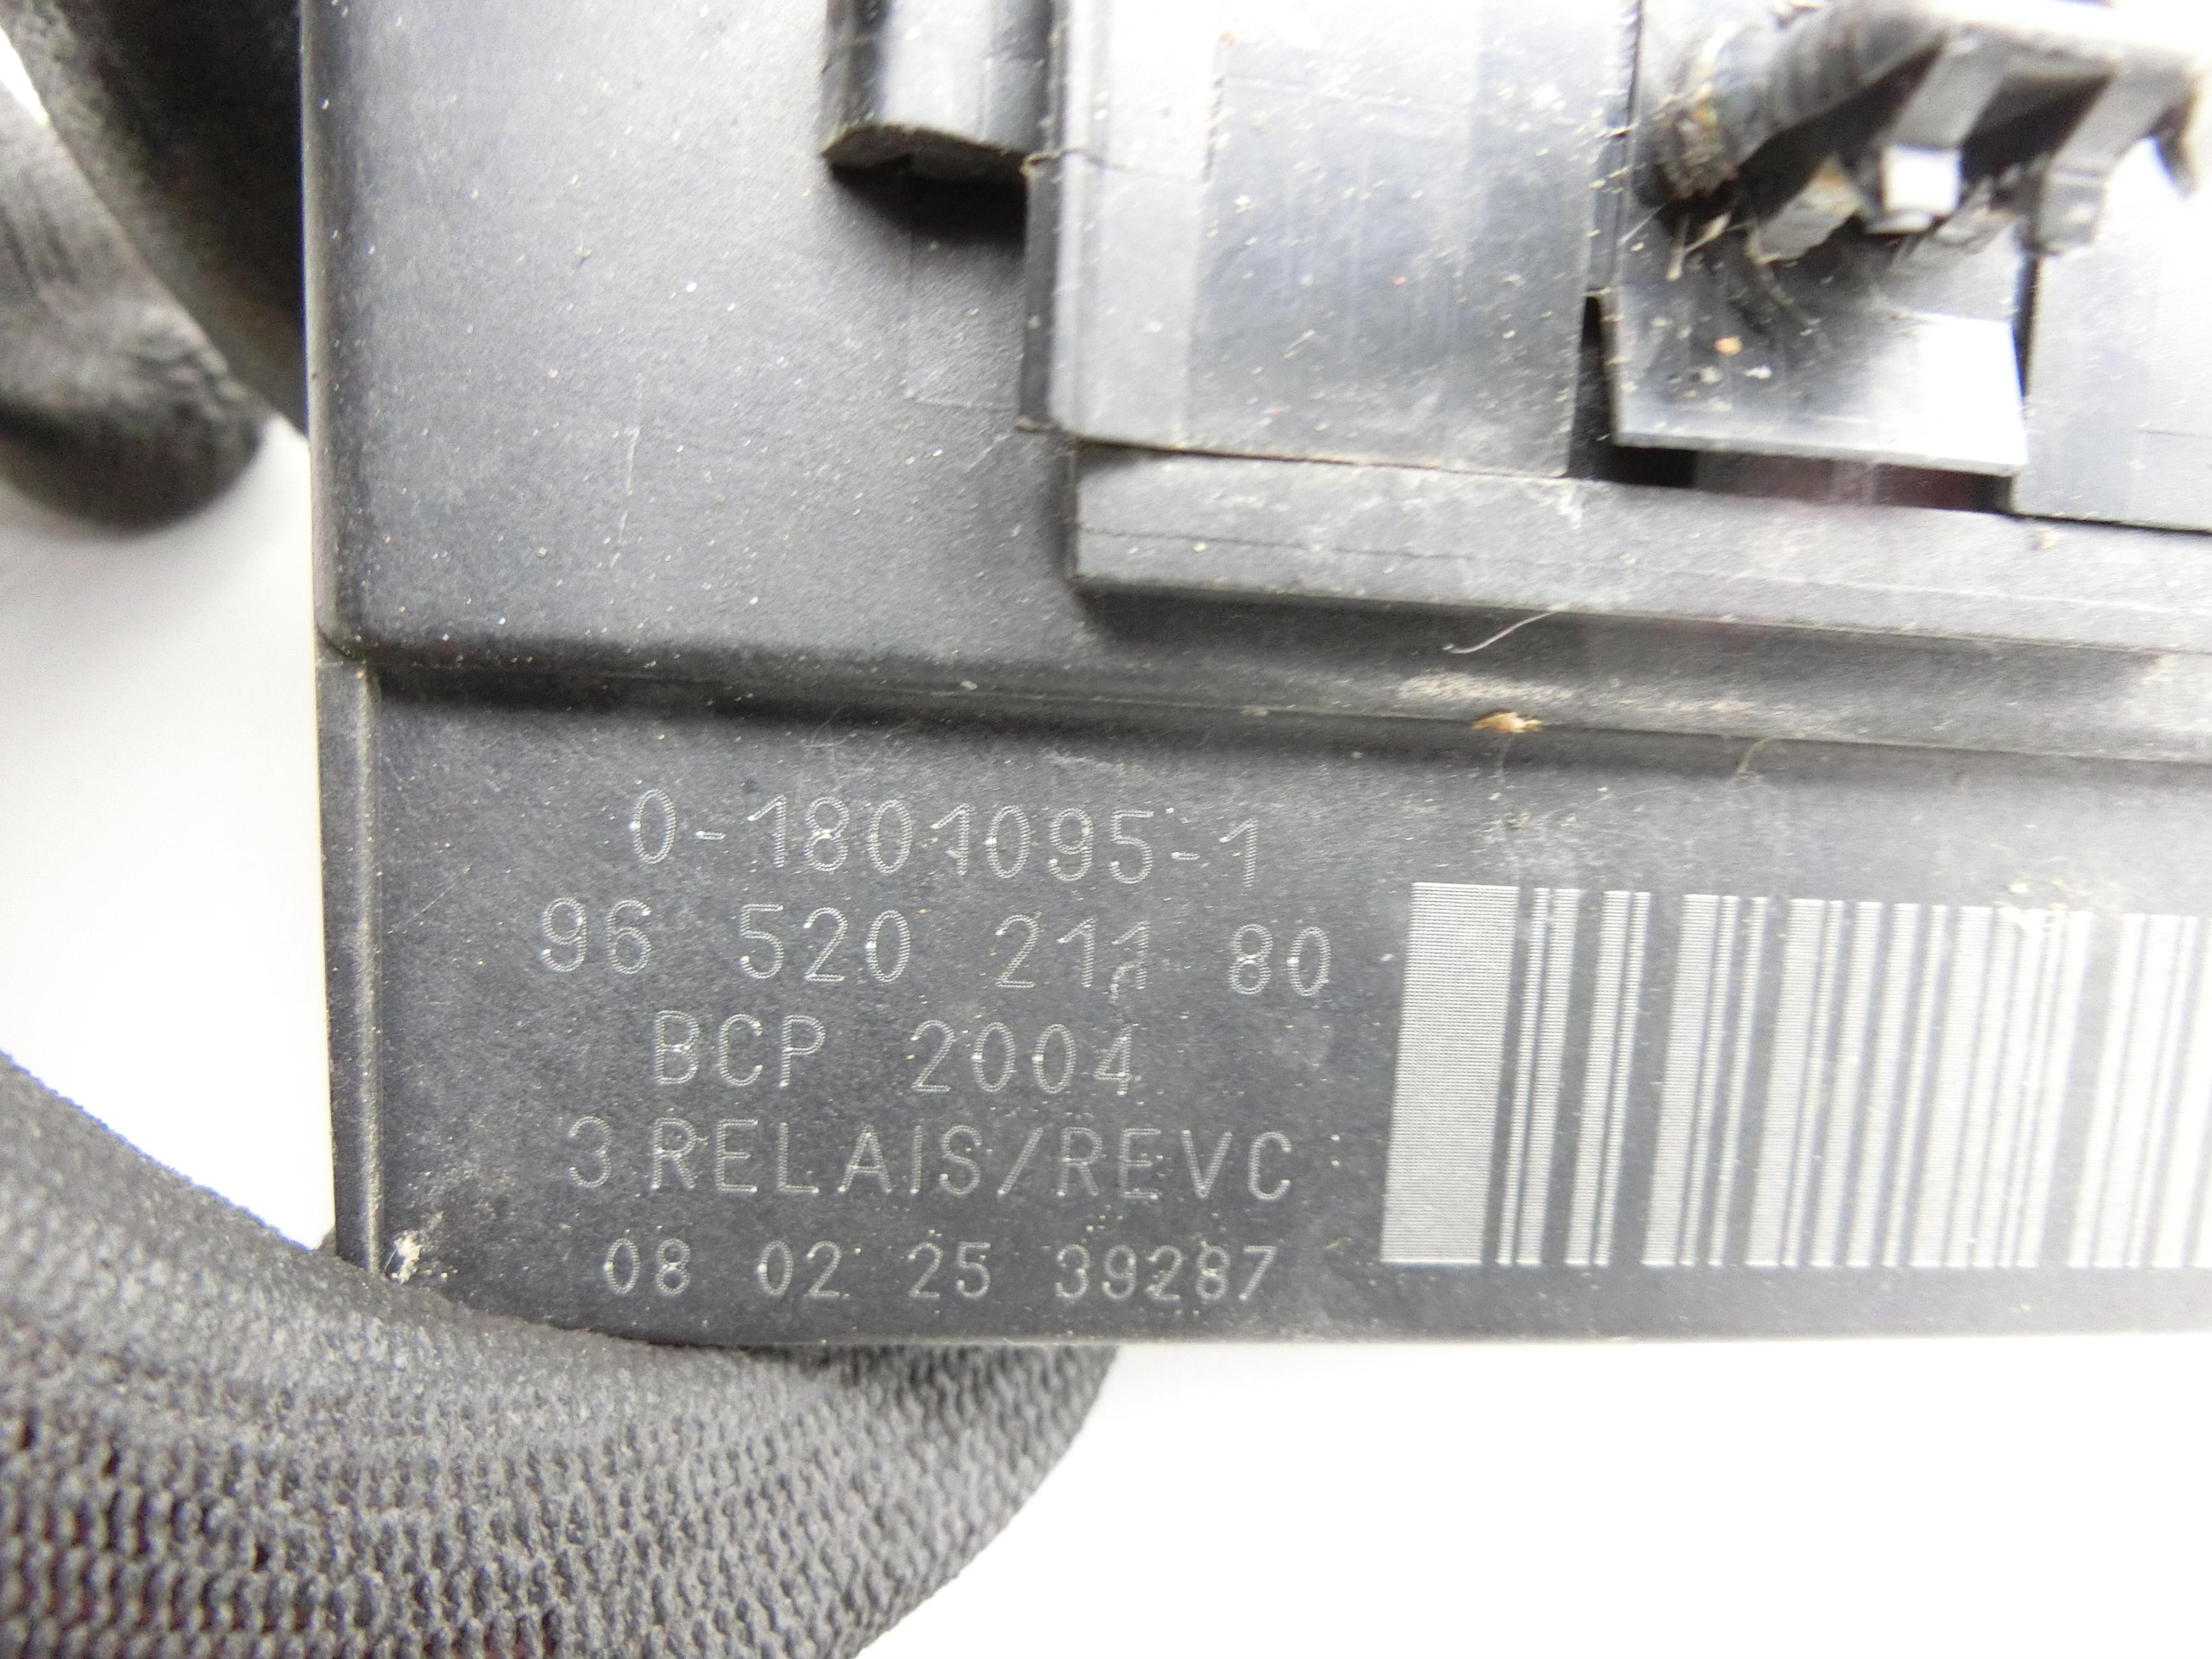 0-1801095-1
96 520 211 80
BCP 2004
3 RELAIS/REVC
08 02 25 39287